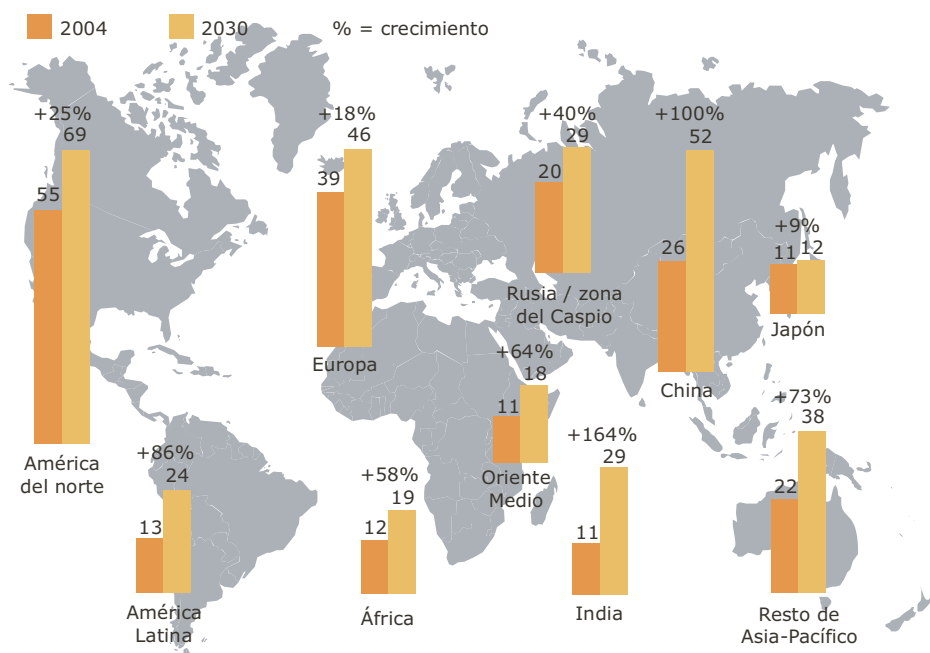 2004 2030 % = crecimiento
+25%
69
55
América
del norte
+18%
46
39
Europa
+40%
29
20
Rusia / zona
del Caspio
+100%
52
26
China
+9%
11 12
Japón
+64%
18
11
Oriente
Medio
+86%
24
13
América
Latina
+58%
19
12
África
+164%
29
11
India
+73%
38
22
Resto de
Asia-Pacífico